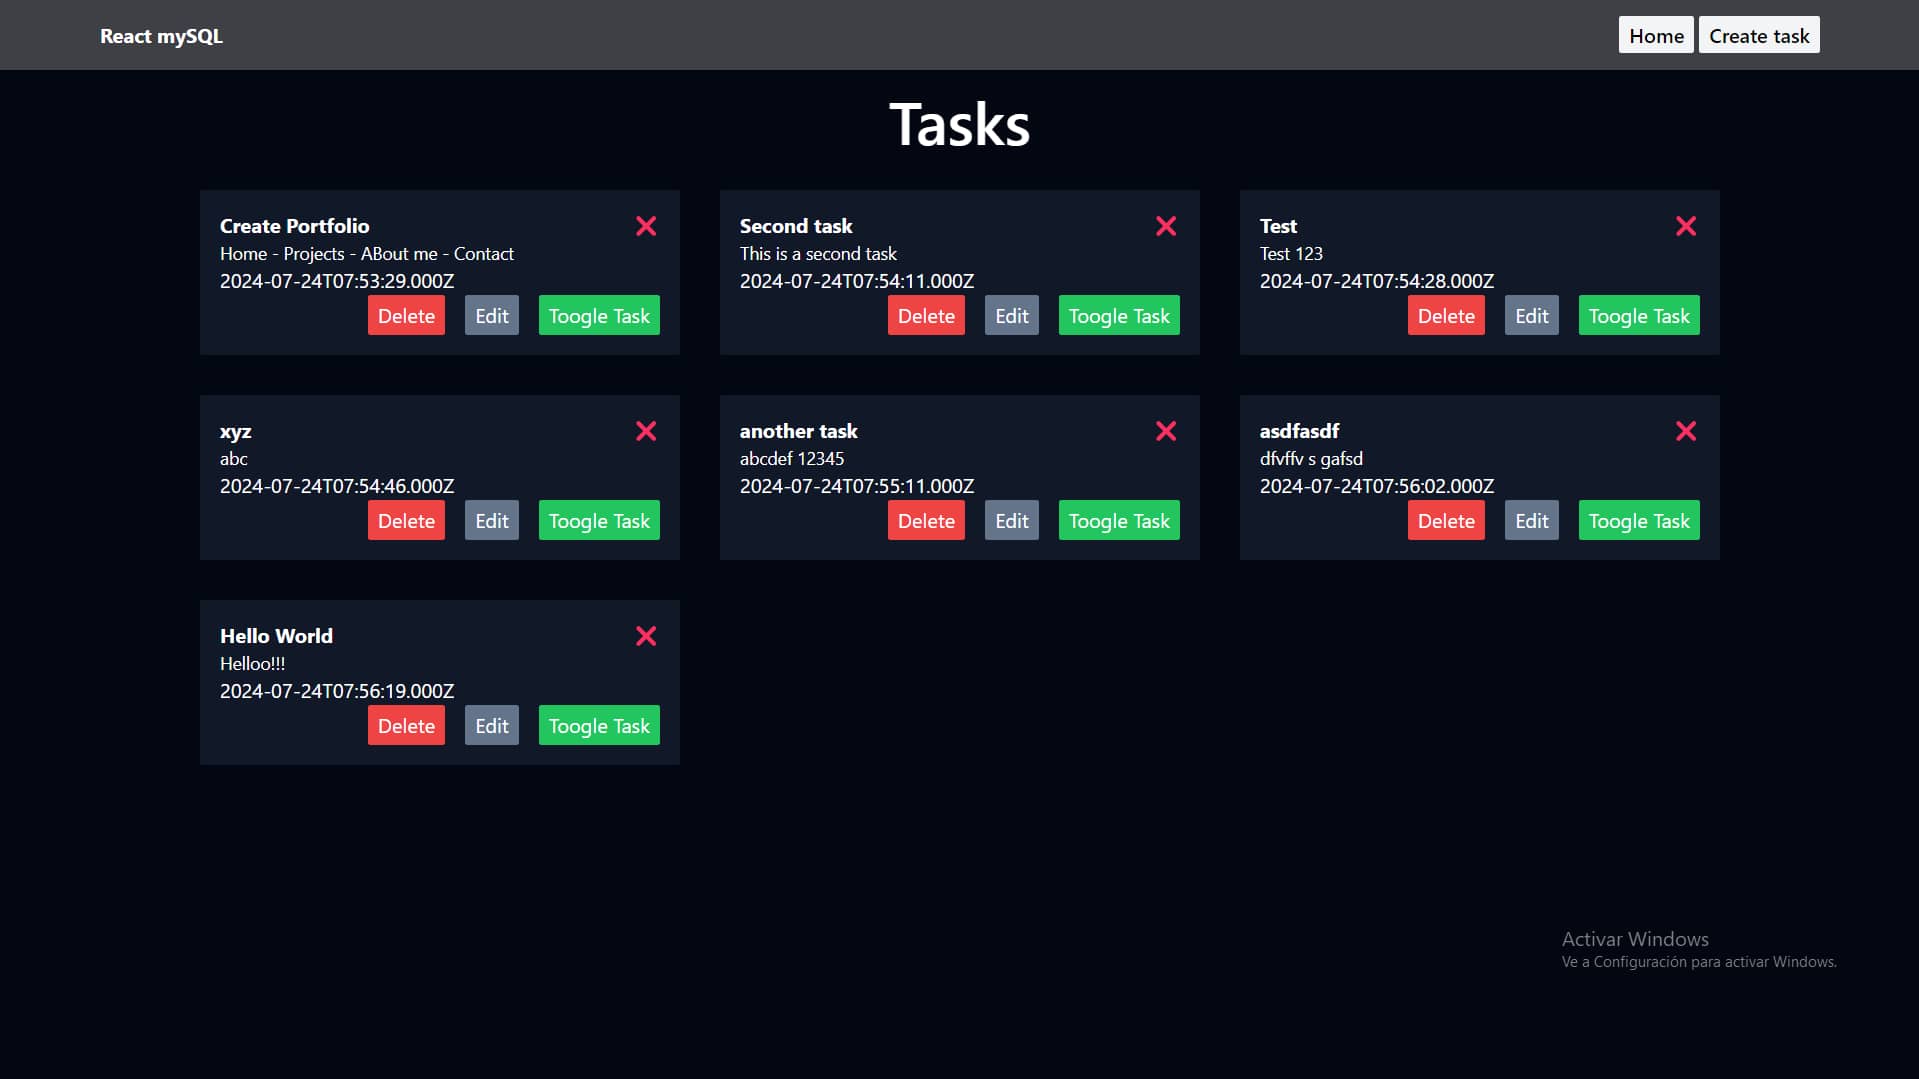 React mySQL
Home Create task
Tasks
Create Portfolio
Home - Projects - ABout me - Contact
2024-07-24T07:53:29.000Z
Delete Edit Toogle Task
Second task
This is a second task
2024-07-24T07:54:11.000Z
Delete Edit Toogle Task
Test
Test 123
2024-07-24T07:54:28.000Z
Delete Edit Toogle Task
xyz
abc
2024-07-24T07:54:46.000Z
Delete Edit Toogle Task
another task
abcdef 12345
2024-07-24T07:55:11.000Z
Delete Edit Toogle Task
asdfasdf
dfvffv s gafsd
2024-07-24T07:56:02.000Z
Delete Edit Toogle Task
Hello World
Helloo!!!
2024-07-24T07:56:19.000Z
Delete Edit Toogle Task
Activar Windows
Ve a Configuración para activar Windows.